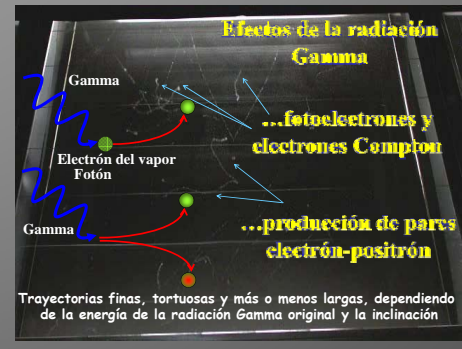 Efectos de la radiación
Gamma
Gamma
...fotoelectrones y
electrones Compton
Electrón del vapor
Fotón
Gamma
...producción de pares
electrón-positrón
Trayectorias finas, tortuosas y más o menos largas, dependiendo
de la energía de la radiación Gamma original y la inclinación